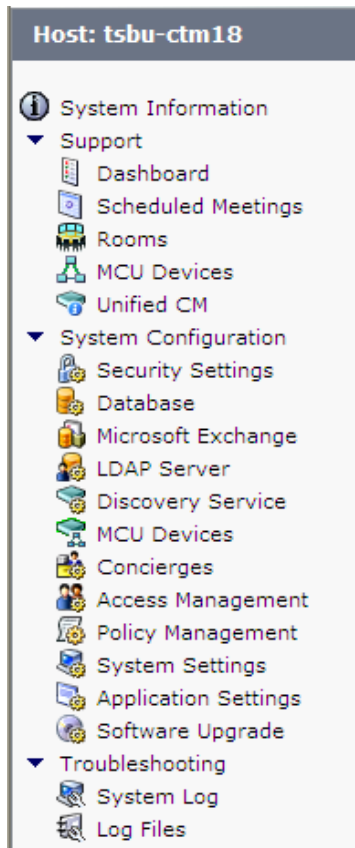 Host: tsbu-ctm18
System Information
Support
Dashboard
Scheduled Meetings
Rooms
MCU Devices
Unified CM
System Configuration
Security Settings
Database
Microsoft Exchange
LDAP Server
Discovery Service
MCU Devices
Concierges
Access Management
Policy Management
System Settings
Application Settings
Software Upgrade
Troubleshooting
System Log
Log Files